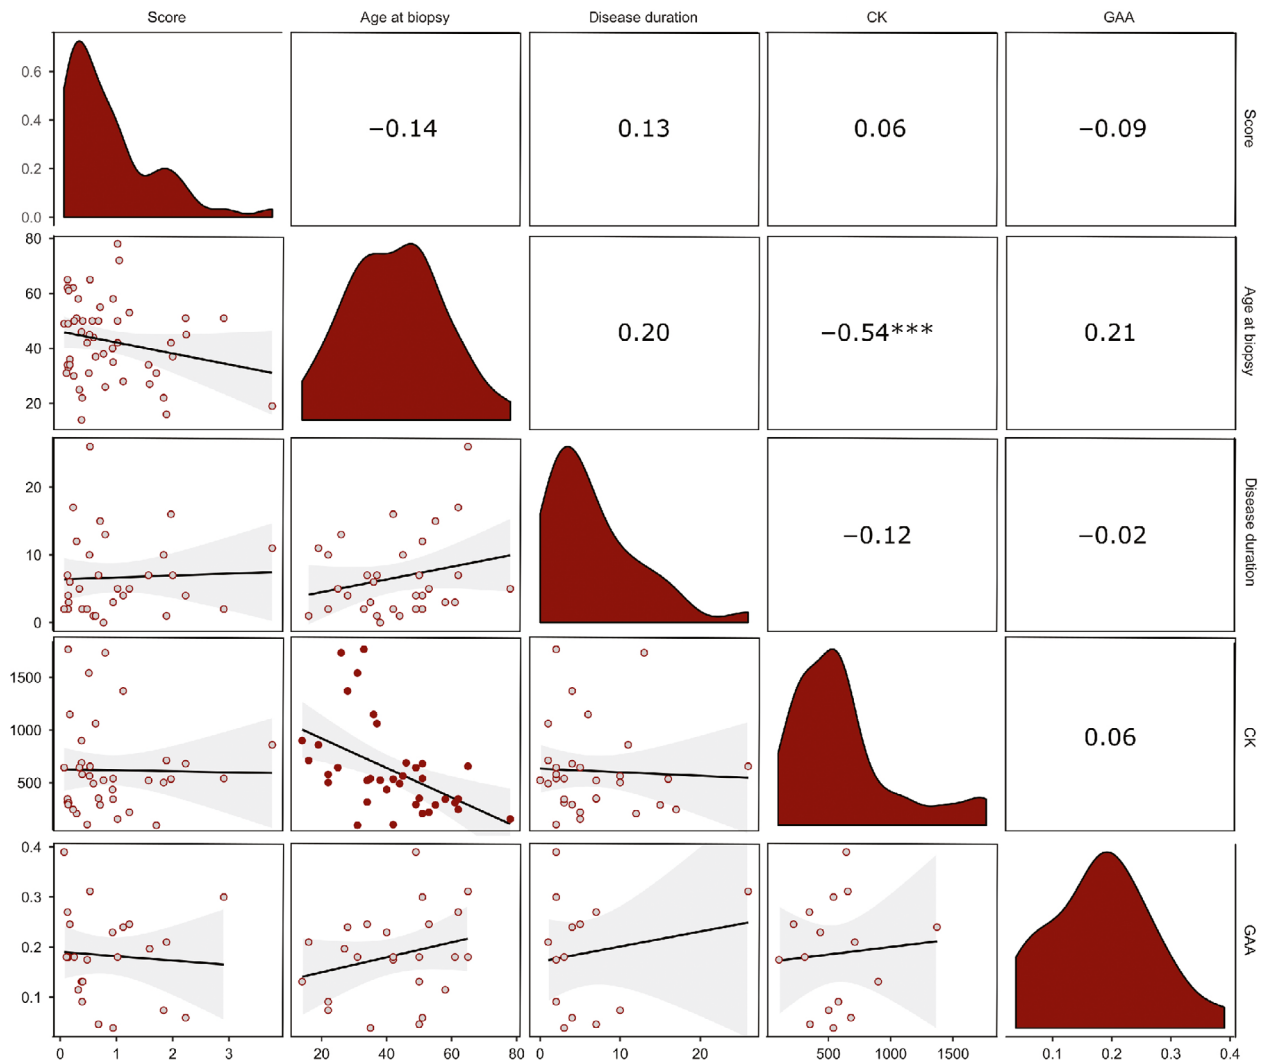 Score Age at biopsy Disease duration CK GAA
0.6
0.4
0.2
0.0
−0.14 0.13 0.06 −0.09
Score
80
60
40
20
0.20 −0.54*** 0.21
Age at biopsy
20
10
0
−0.12 −0.02
Disease duration
1500
1000
500
0.06
CK
0.4
0.3
0.2
0.1
GAA
0 1 2 3 20 40 60 80 0 10 20 500 1000 1500 0.1 0.2 0.3 0.4